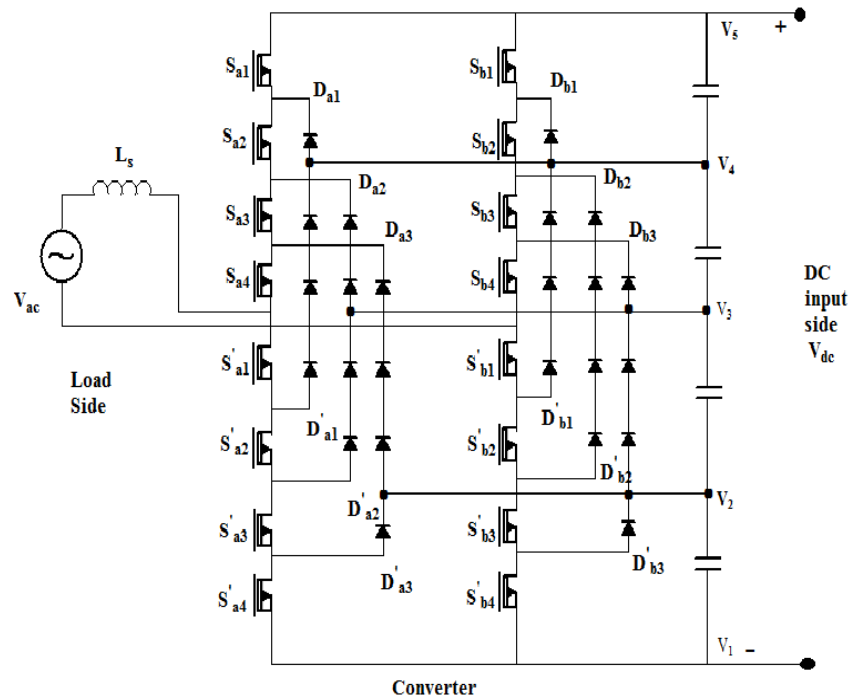 V5 +
Sa1
Sb1
Da1
Db1
Sa2
Sb2
V4
Ls
Da2
Db2
Sa3
Sb3
Da3
Db3
Sa4
Sb4
Vac
DC
input
side
Vdc
V3
Load
Side
S'a1
S'b1
D'a1
D'b1
S'a2
S'b2
D'b2
D'a2
V2
S'a3
S'b3
D'a3
D'b3
S'a4
S'b4
V1 –
Converter